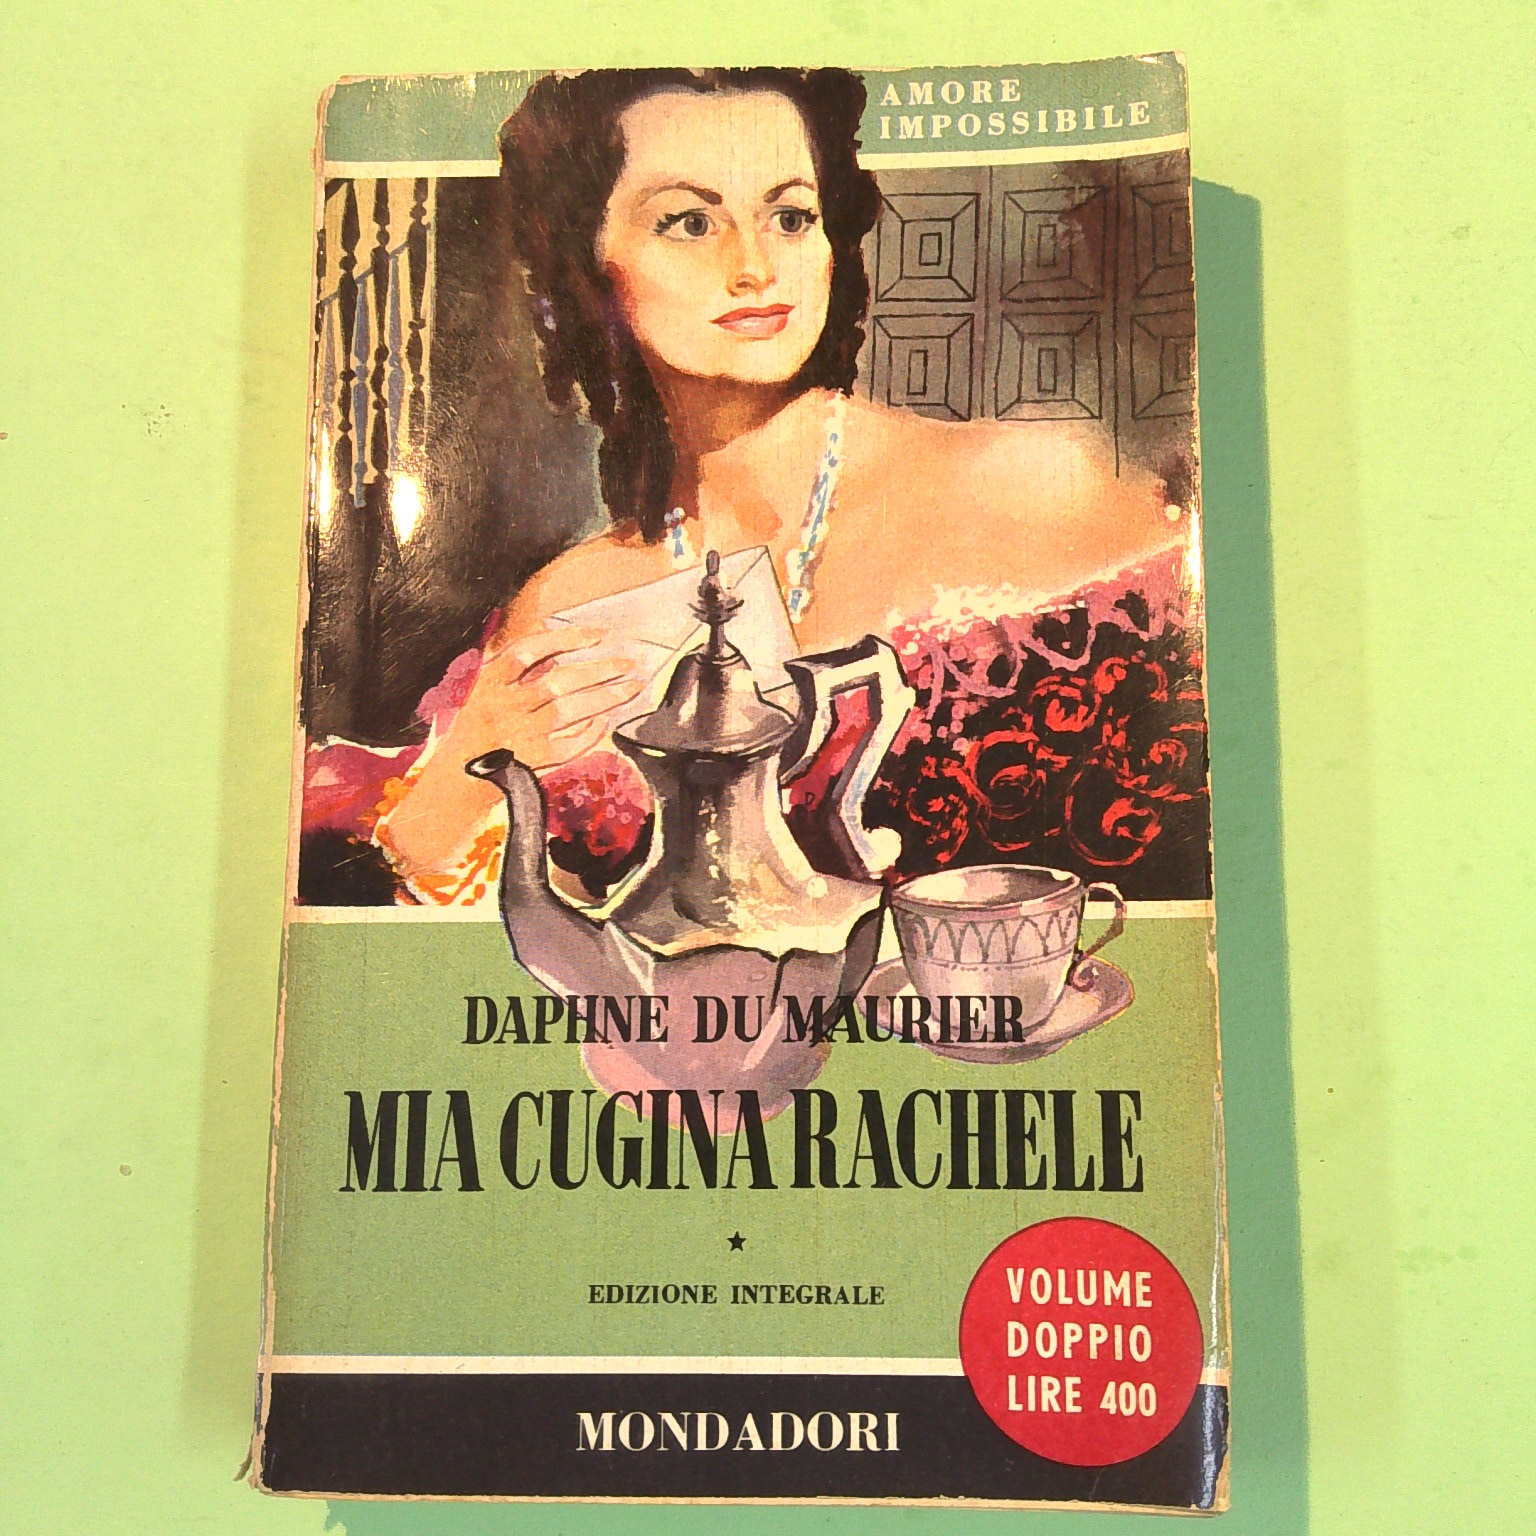 AMORE
IMPOSSIBILE
DAPHNE DU MAURIER
MIA CUGINA RACHELE
EDIZIONE INTEGRALE
VOLUME
DOPPIO
LIRE 400
MONDADORI